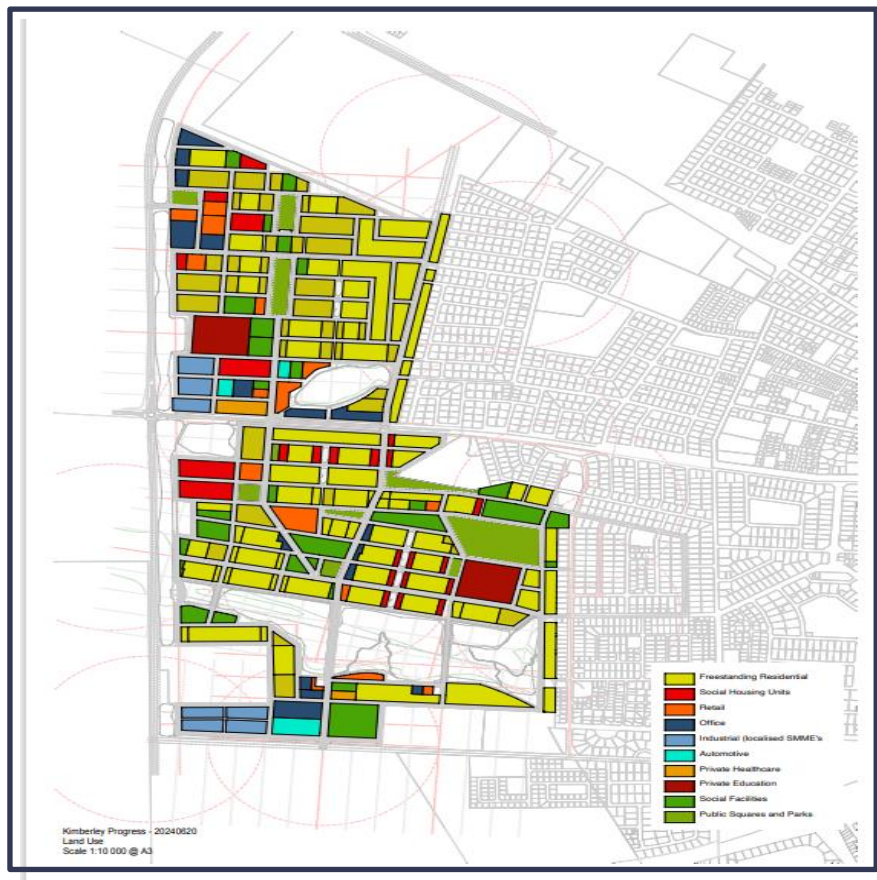 Freestanding Residential
Social Housing Units
Retail
Office
Industrial (localised SMME's
Automotive
Private Healthcare
Private Education
Social Facilities
Public Squares and Parks
Kimberley Progress - 20240620
Land Use
Scale 1:10 000 @ A3